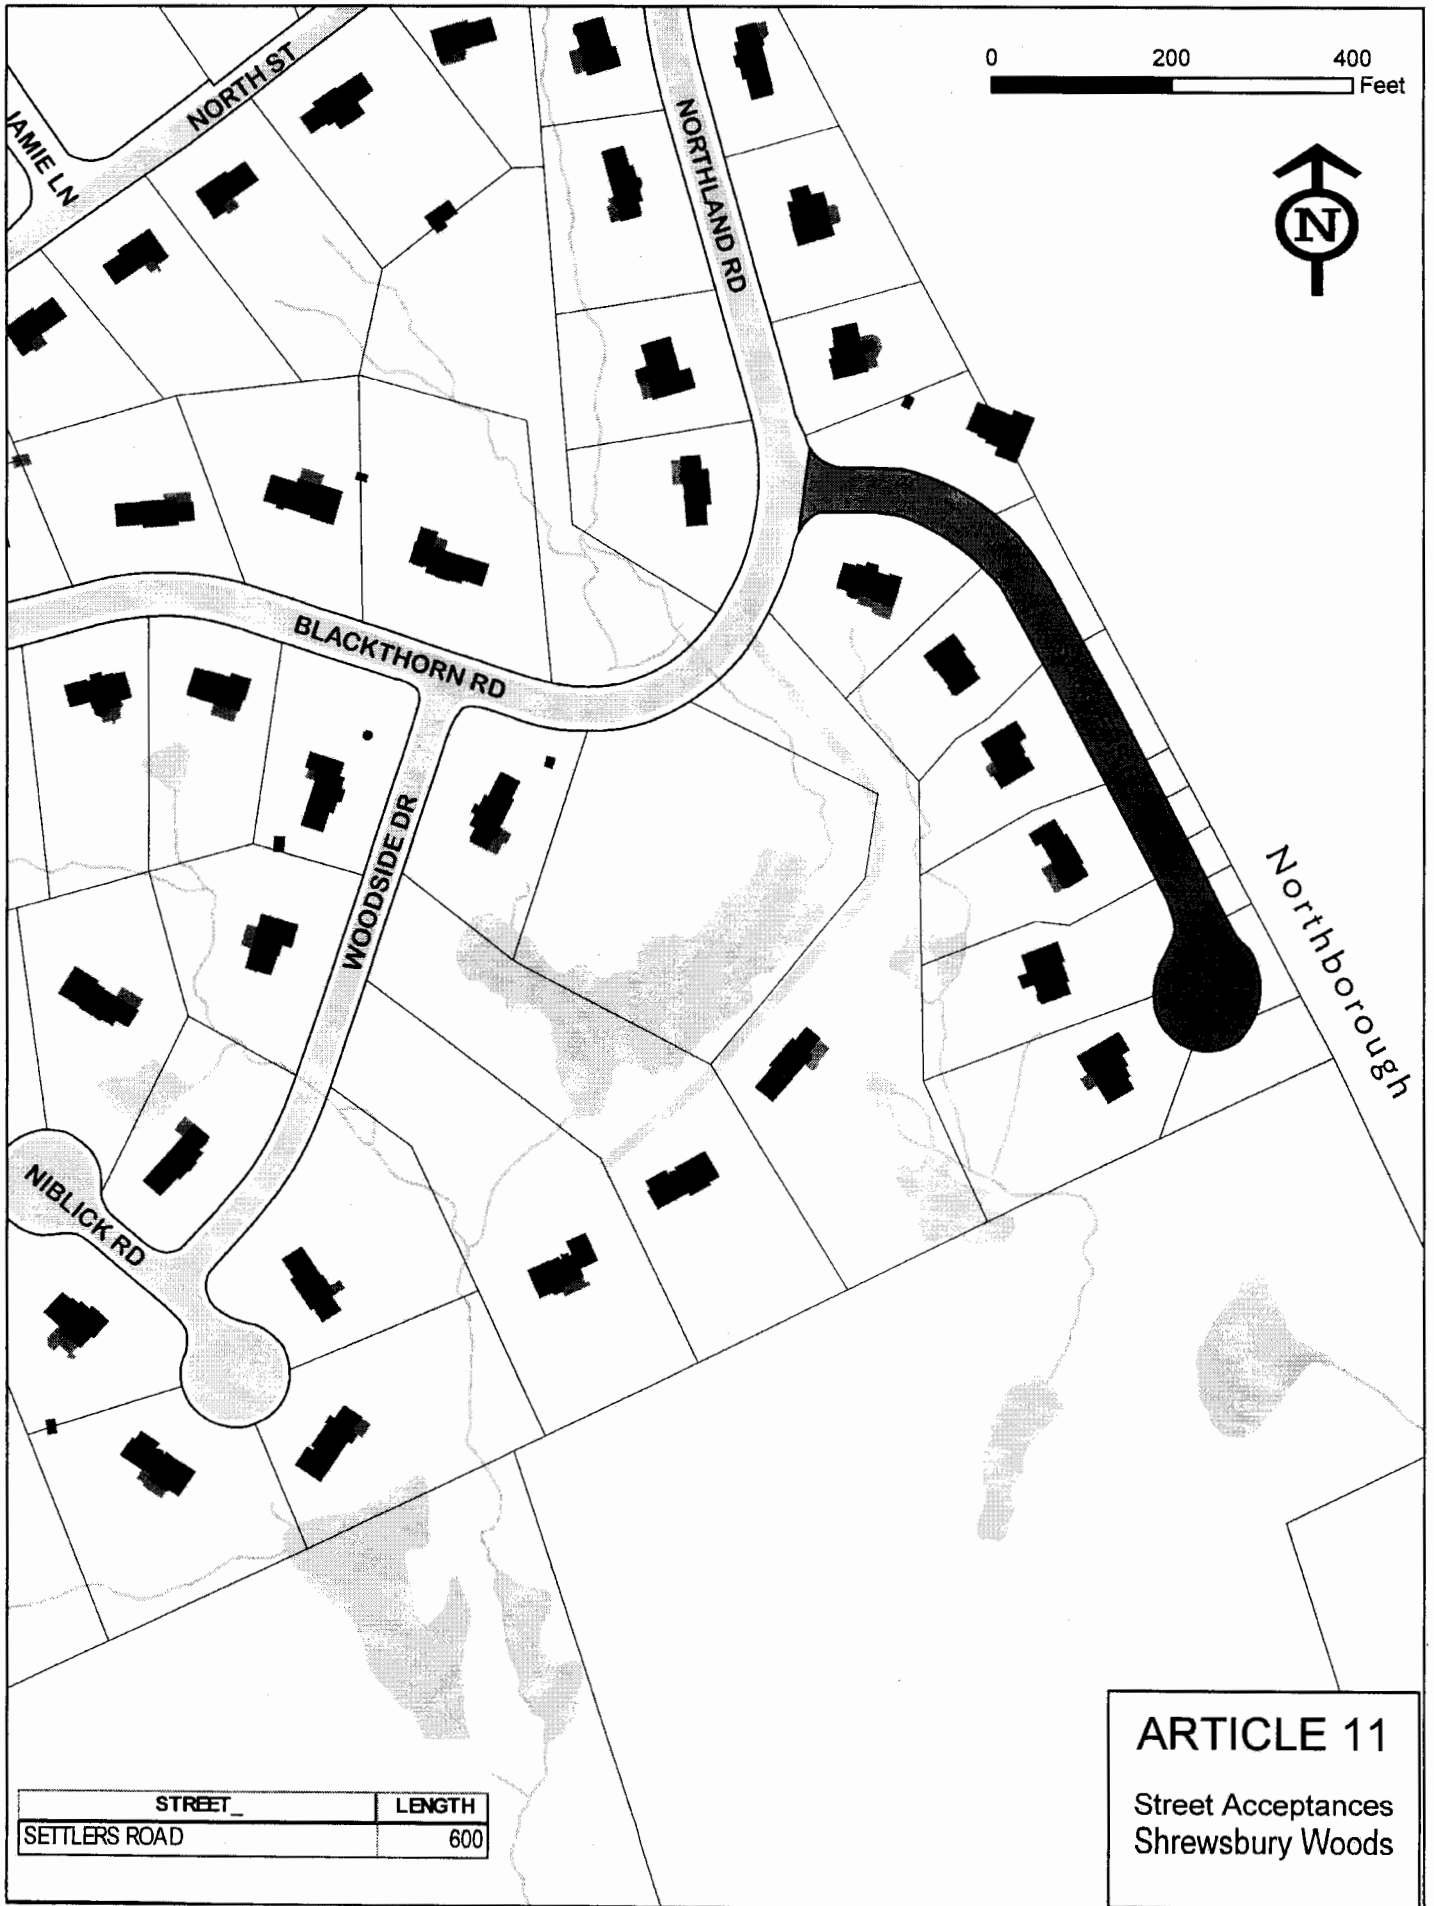 0 200 400
Feet
N
NORTH ST
JAMIE LN
NORTHLAND RD
BLACKTHORN RD
WOODSIDE DR
Northborough
NIBLICK RD
ARTICLE 11
Street Acceptances
Shrewsbury Woods
STREET_ LENGTH
SETTLERS ROAD 600